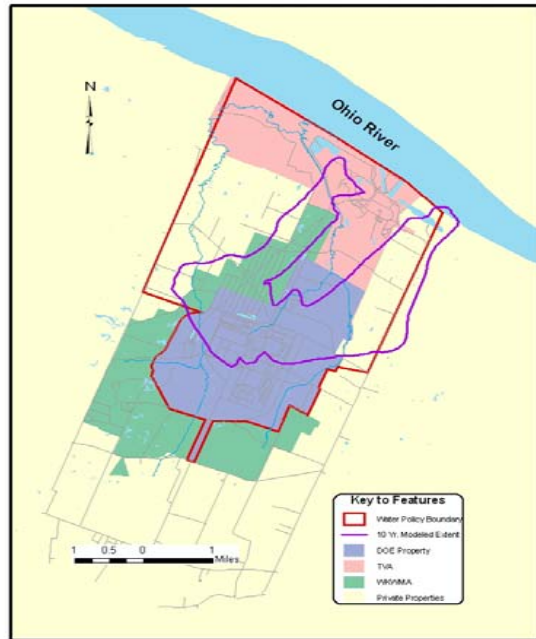 N
Ohio River
1 0.5 0 1
Miles
Key to Features
Water Policy Boundary
10 Yr. Modeled Extent
DOE Property
TVA
WKWMA
Private Properties